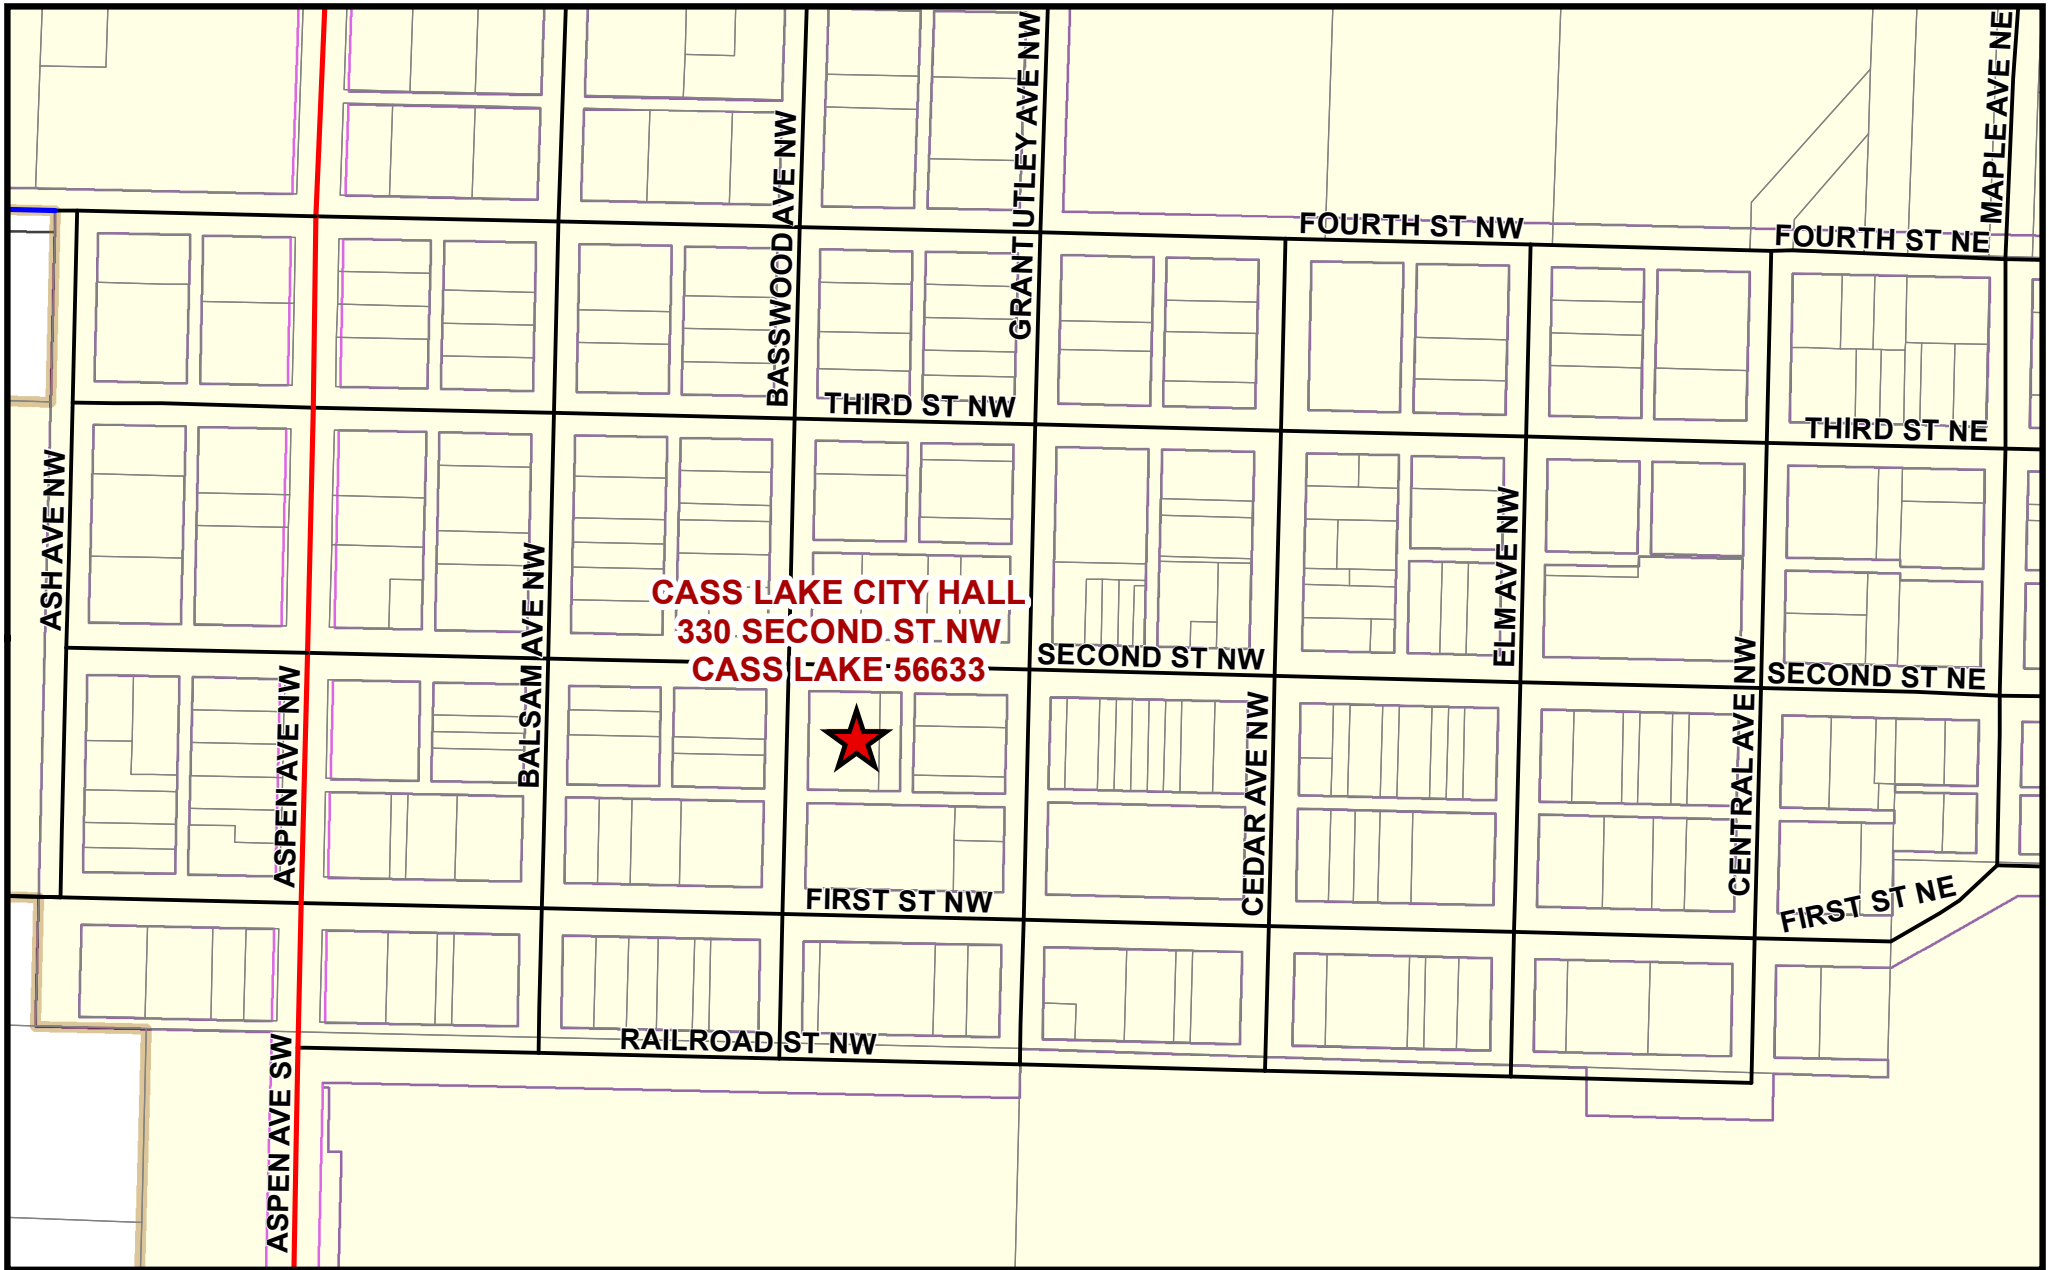 MAPLE AVE NE
GRANT UTLEY AVE NW
BASSWOOD AVE NW
FOURTH ST NW
FOURTH ST NE
THIRD ST NW
THIRD ST NE
ASH AVE NW
BALSAM AVE NW
ELM AVE NW
CASS LAKE CITY HALL
330 SECOND ST NW
CASS LAKE 56633
SECOND ST NW
SECOND ST NE
ASPEN AVE NW
CEDAR AVE NW
CENTRAL AVE NW
FIRST ST NW
FIRST ST NE
RAILROAD ST NW
ASPEN AVE SW